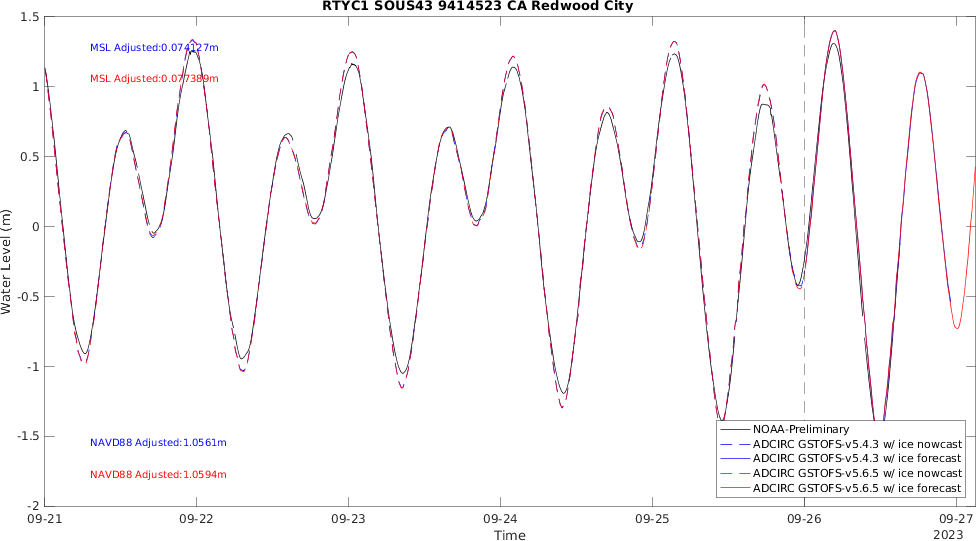 RTYC1 SOUS43 9414523 CA Redwood City
1.5
1
0.5
0
-0.5
-1
-1.5
-2
Water Level (m)
MSL Adjusted:0.074127m
MSL Adjusted:0.077389m
NAVD88 Adjusted:1.0561m
NAVD88 Adjusted:1.0594m
NOAA-Preliminary
ADCIRC GSTOFS-v5.4.3 w/ ice nowcast
ADCIRC GSTOFS-v5.4.3 w/ ice forecast
ADCIRC GSTOFS-v5.6.5 w/ ice nowcast
ADCIRC GSTOFS-v5.6.5 w/ ice forecast
09-21 09-22 09-23 09-24 09-25 09-26 09-27
Time
2023